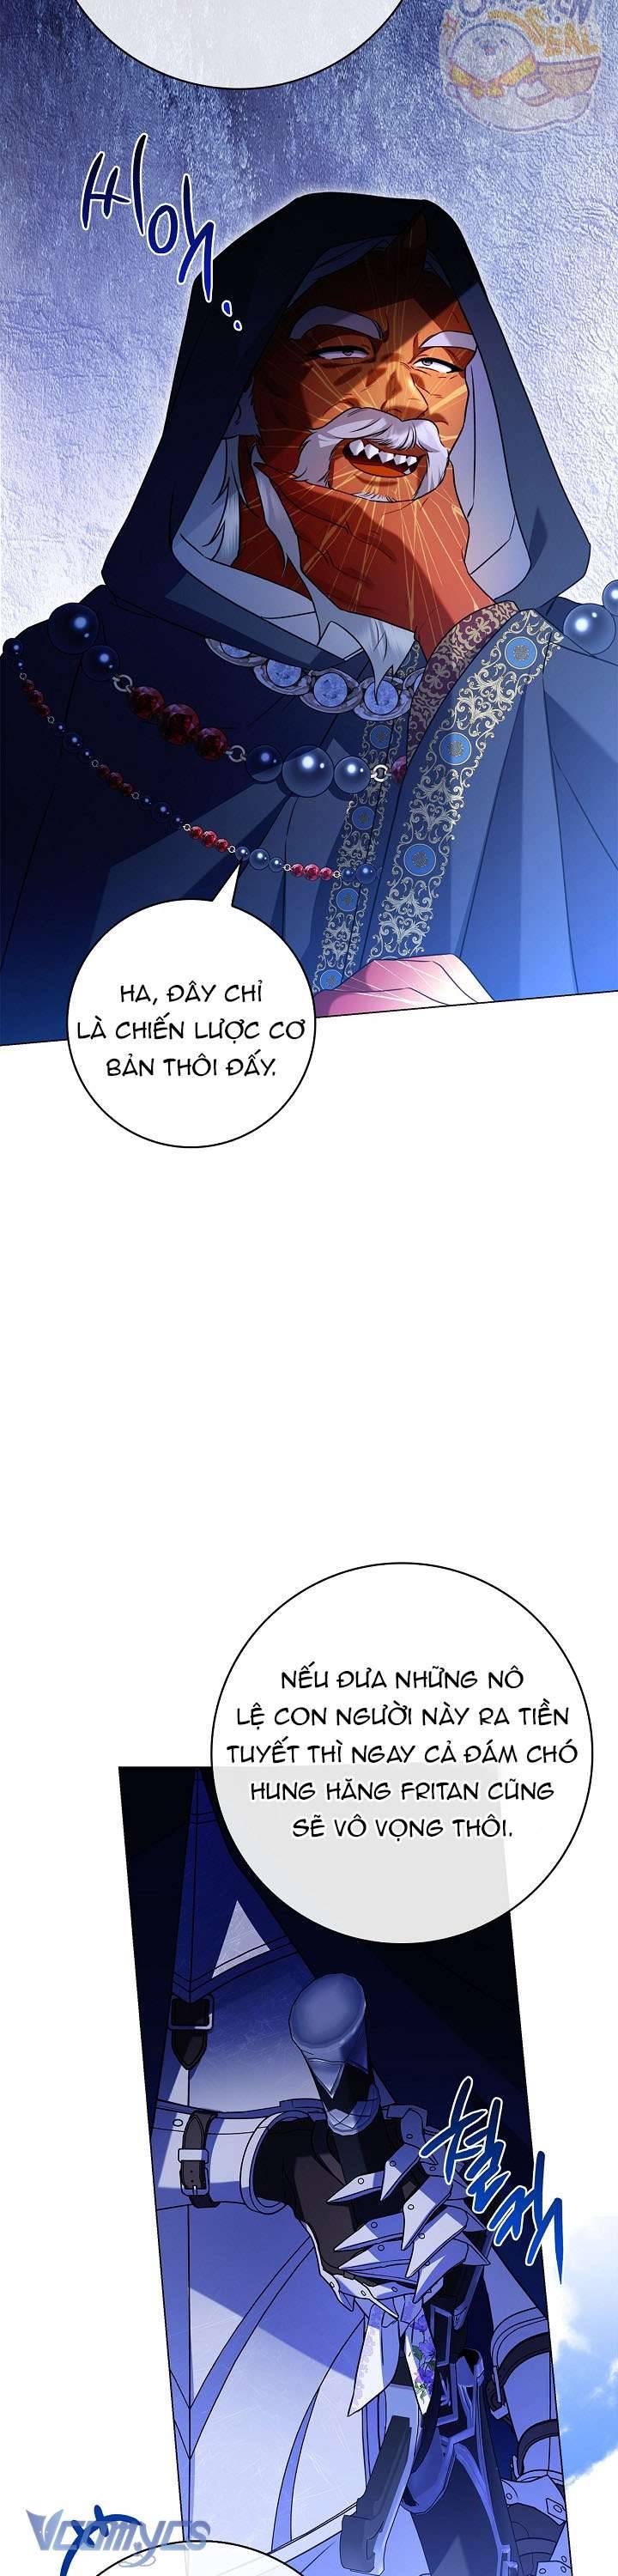 HA, ĐÂY CHỈ
LÀ CHIẾN LƯỢC CƠ
BẢN THÔI ĐẤY.
NẾU ĐƯA NHỮNG NÔ
LỆ CON NGƯỜI NÀY RA TIỀN
TUYẾT THÌ NGAY CẢ ĐÁM CHÓ
HUNG HĂNG FRITAN CŨNG
SẼ VÔ VỌNG THÔI.
Vcomycs